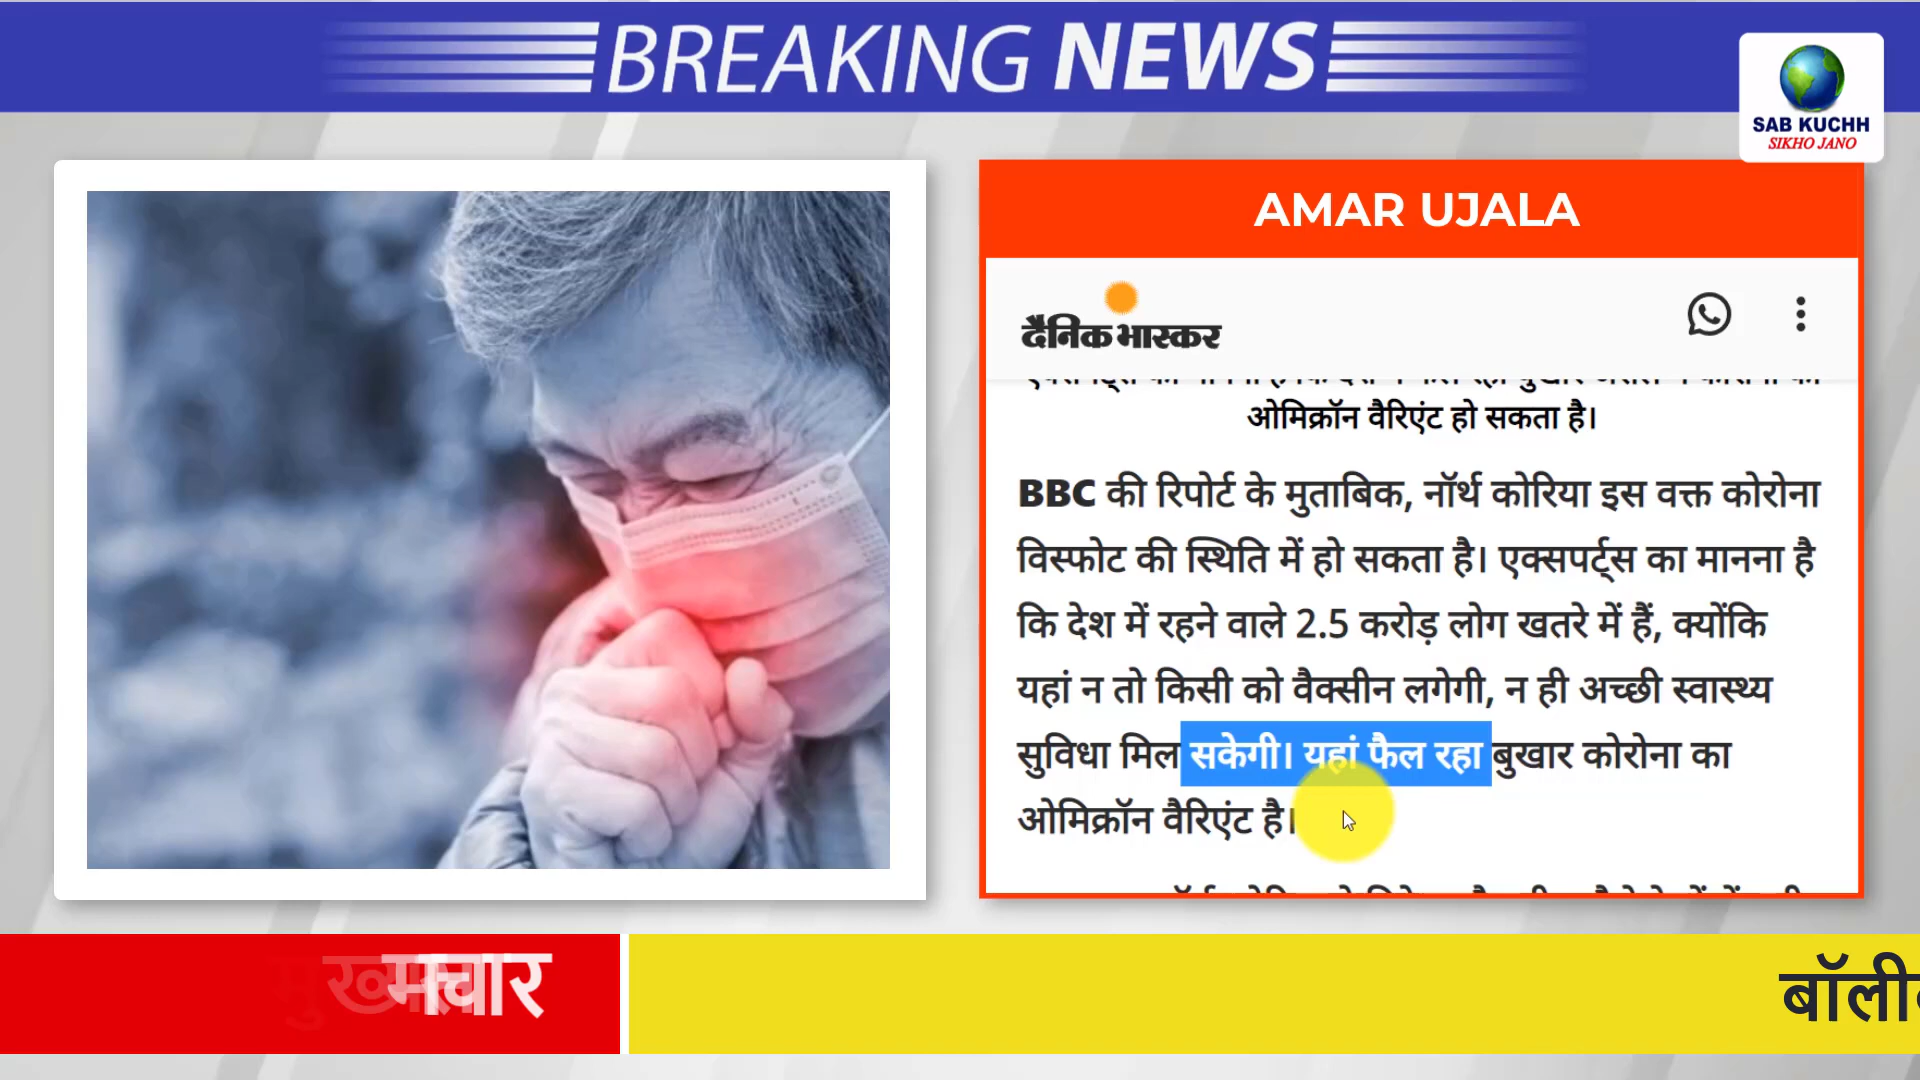 BREAKING NEWS
SAB KUCHH
SIKHO JANO
AMAR UJALA
दैनिक भास्कर
ओमिक्रॉन वैरिएंट हो सकता है।
BBC की रिपोर्ट के मुताबिक, नॉर्थ कोरिया इस वक्त कोरोना
विस्फोट की स्थिति में हो सकता है। एक्सपर्ट्स का मानना है
कि देश में रहने वाले 2.5 करोड़ लोग खतरे में हैं, क्योंकि
यहां न तो किसी को वैक्सीन लगेगी, न ही अच्छी स्वास्थ्य
सुविधा मिल सकेगी। यहां फैल रहा बुखार कोरोना का
ओमिक्रॉन वैरिएंट है।